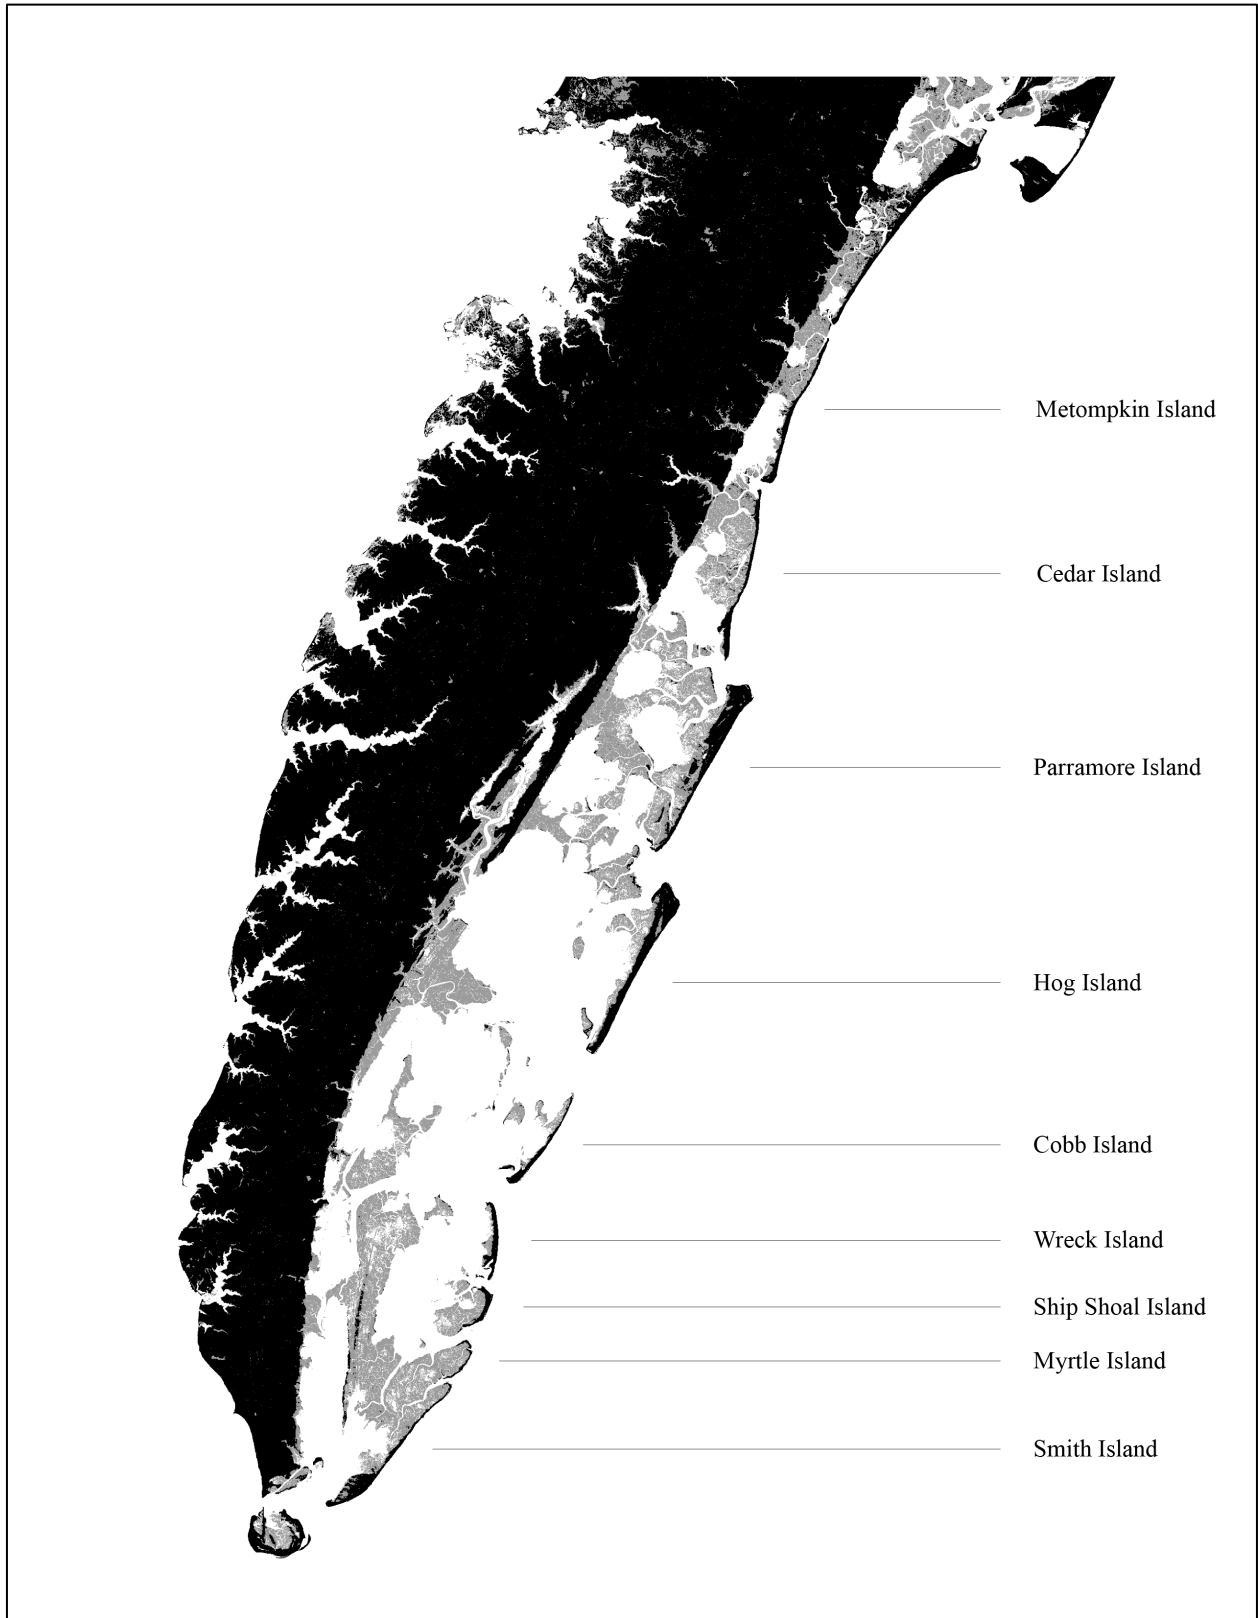 Metompkin Island
Cedar Island
Parramore Island
Hog Island
Cobb Island
Wreck Island
Ship Shoal Island
Myrtle Island
Smith Island